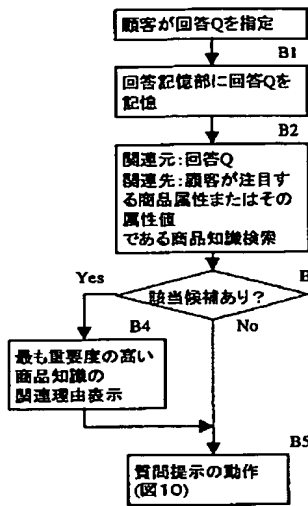 顧客が回答Qを指定
B1
回答記憶部に回答Qを
記憶
B2
関連元:回答Q
関連先:顧客が注目す
る商品属性またはその
属性値
である商品知識検索
B
Yes
該当候補あり?
B4
No
最も重要度の高い
商品知識の
関連理由表示
B5
質問提示の動作
(図10)